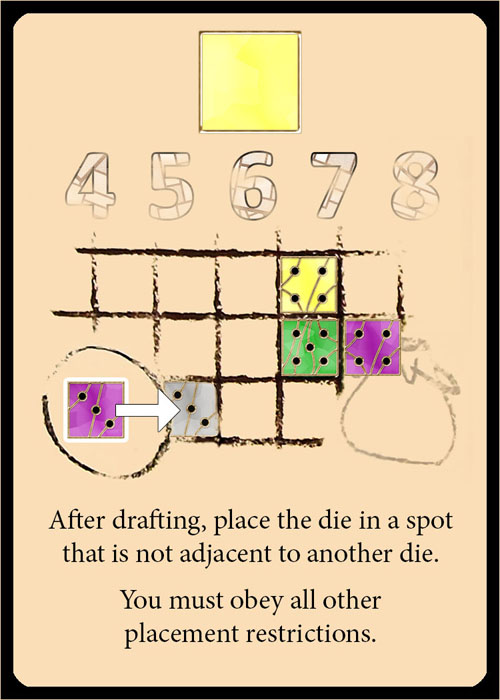 4 5 6 7 8
After drafting, place the die in a spot
that is not adjacent to another die.
You must obey all other
placement restrictions.